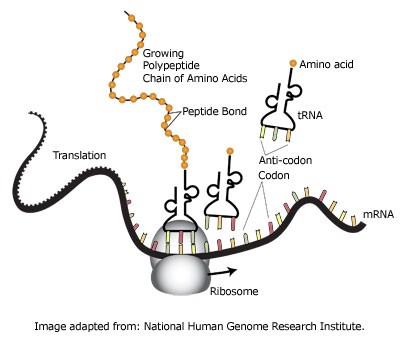 Growing
Polypeptide
Chain of Amino Acids
Amino acid
Peptide Bond
tRNA
Translation
Anti-codon
Codon
mRNA
Ribosome
Image adapted from: National Human Genome Research Institute.